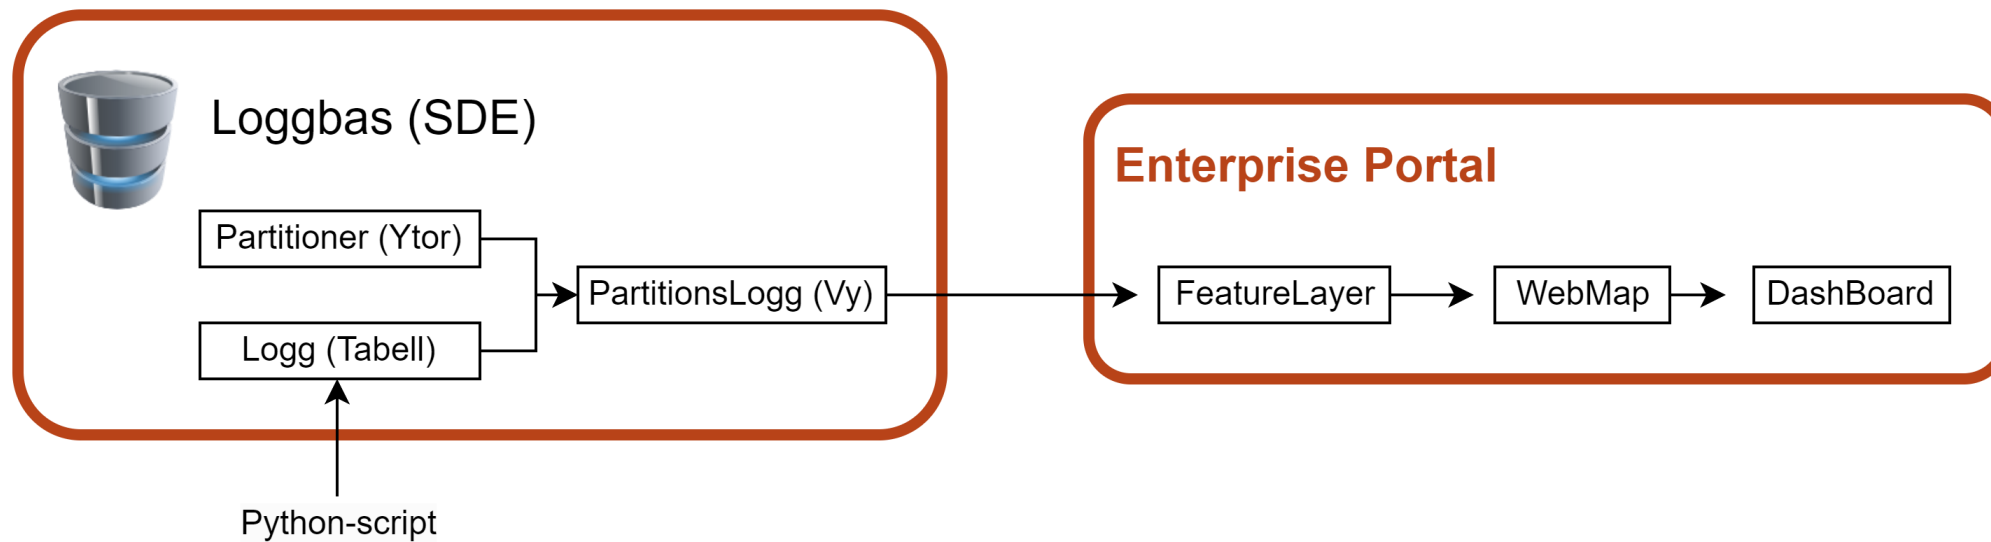 Loggbas (SDE)
Partitioner (Ytor)
Logg (Tabell)
PartitionsLogg (Vy)
Python-script
Enterprise Portal
FeatureLayer
WebMap
DashBoard